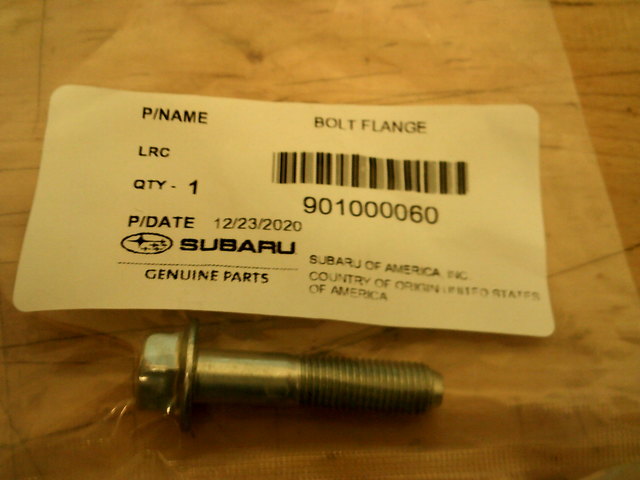 P/NAME BOLT FLANGE
LRC
QTY - 1
901000060
P/DATE 12/23/2020
SUBARU
GENUINE PARTS
SUBARU OF AMERICA, INC.
COUNTRY OF ORIGIN UNITED STATES
OF AMERICA